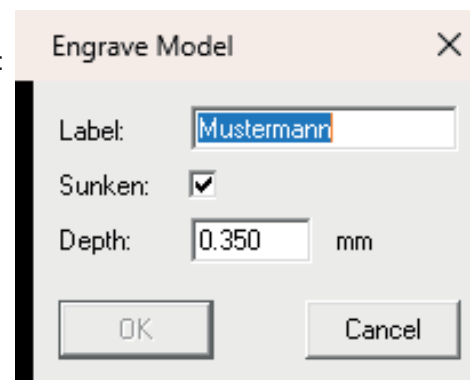 Engrave Model
Label: Mustermann
Sunken:
Depth: 0.350 mm
OK Cancel